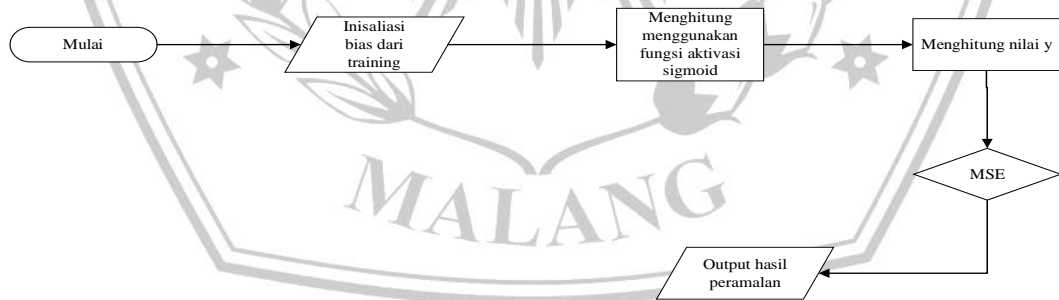 Mulai
Inisaliasi
bias dari
training
Menghitung
menggunakan
fungsi aktivasi
sigmoid
Menghitung nilai y
MSE
MALANG
Output hasil
peramalan